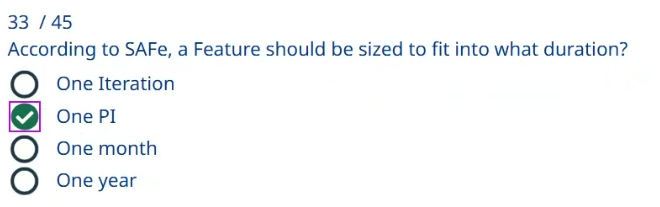 33 / 45
According to SAFe, a Feature should be sized to fit into what duration?
One Iteration
One PI
One month
One year